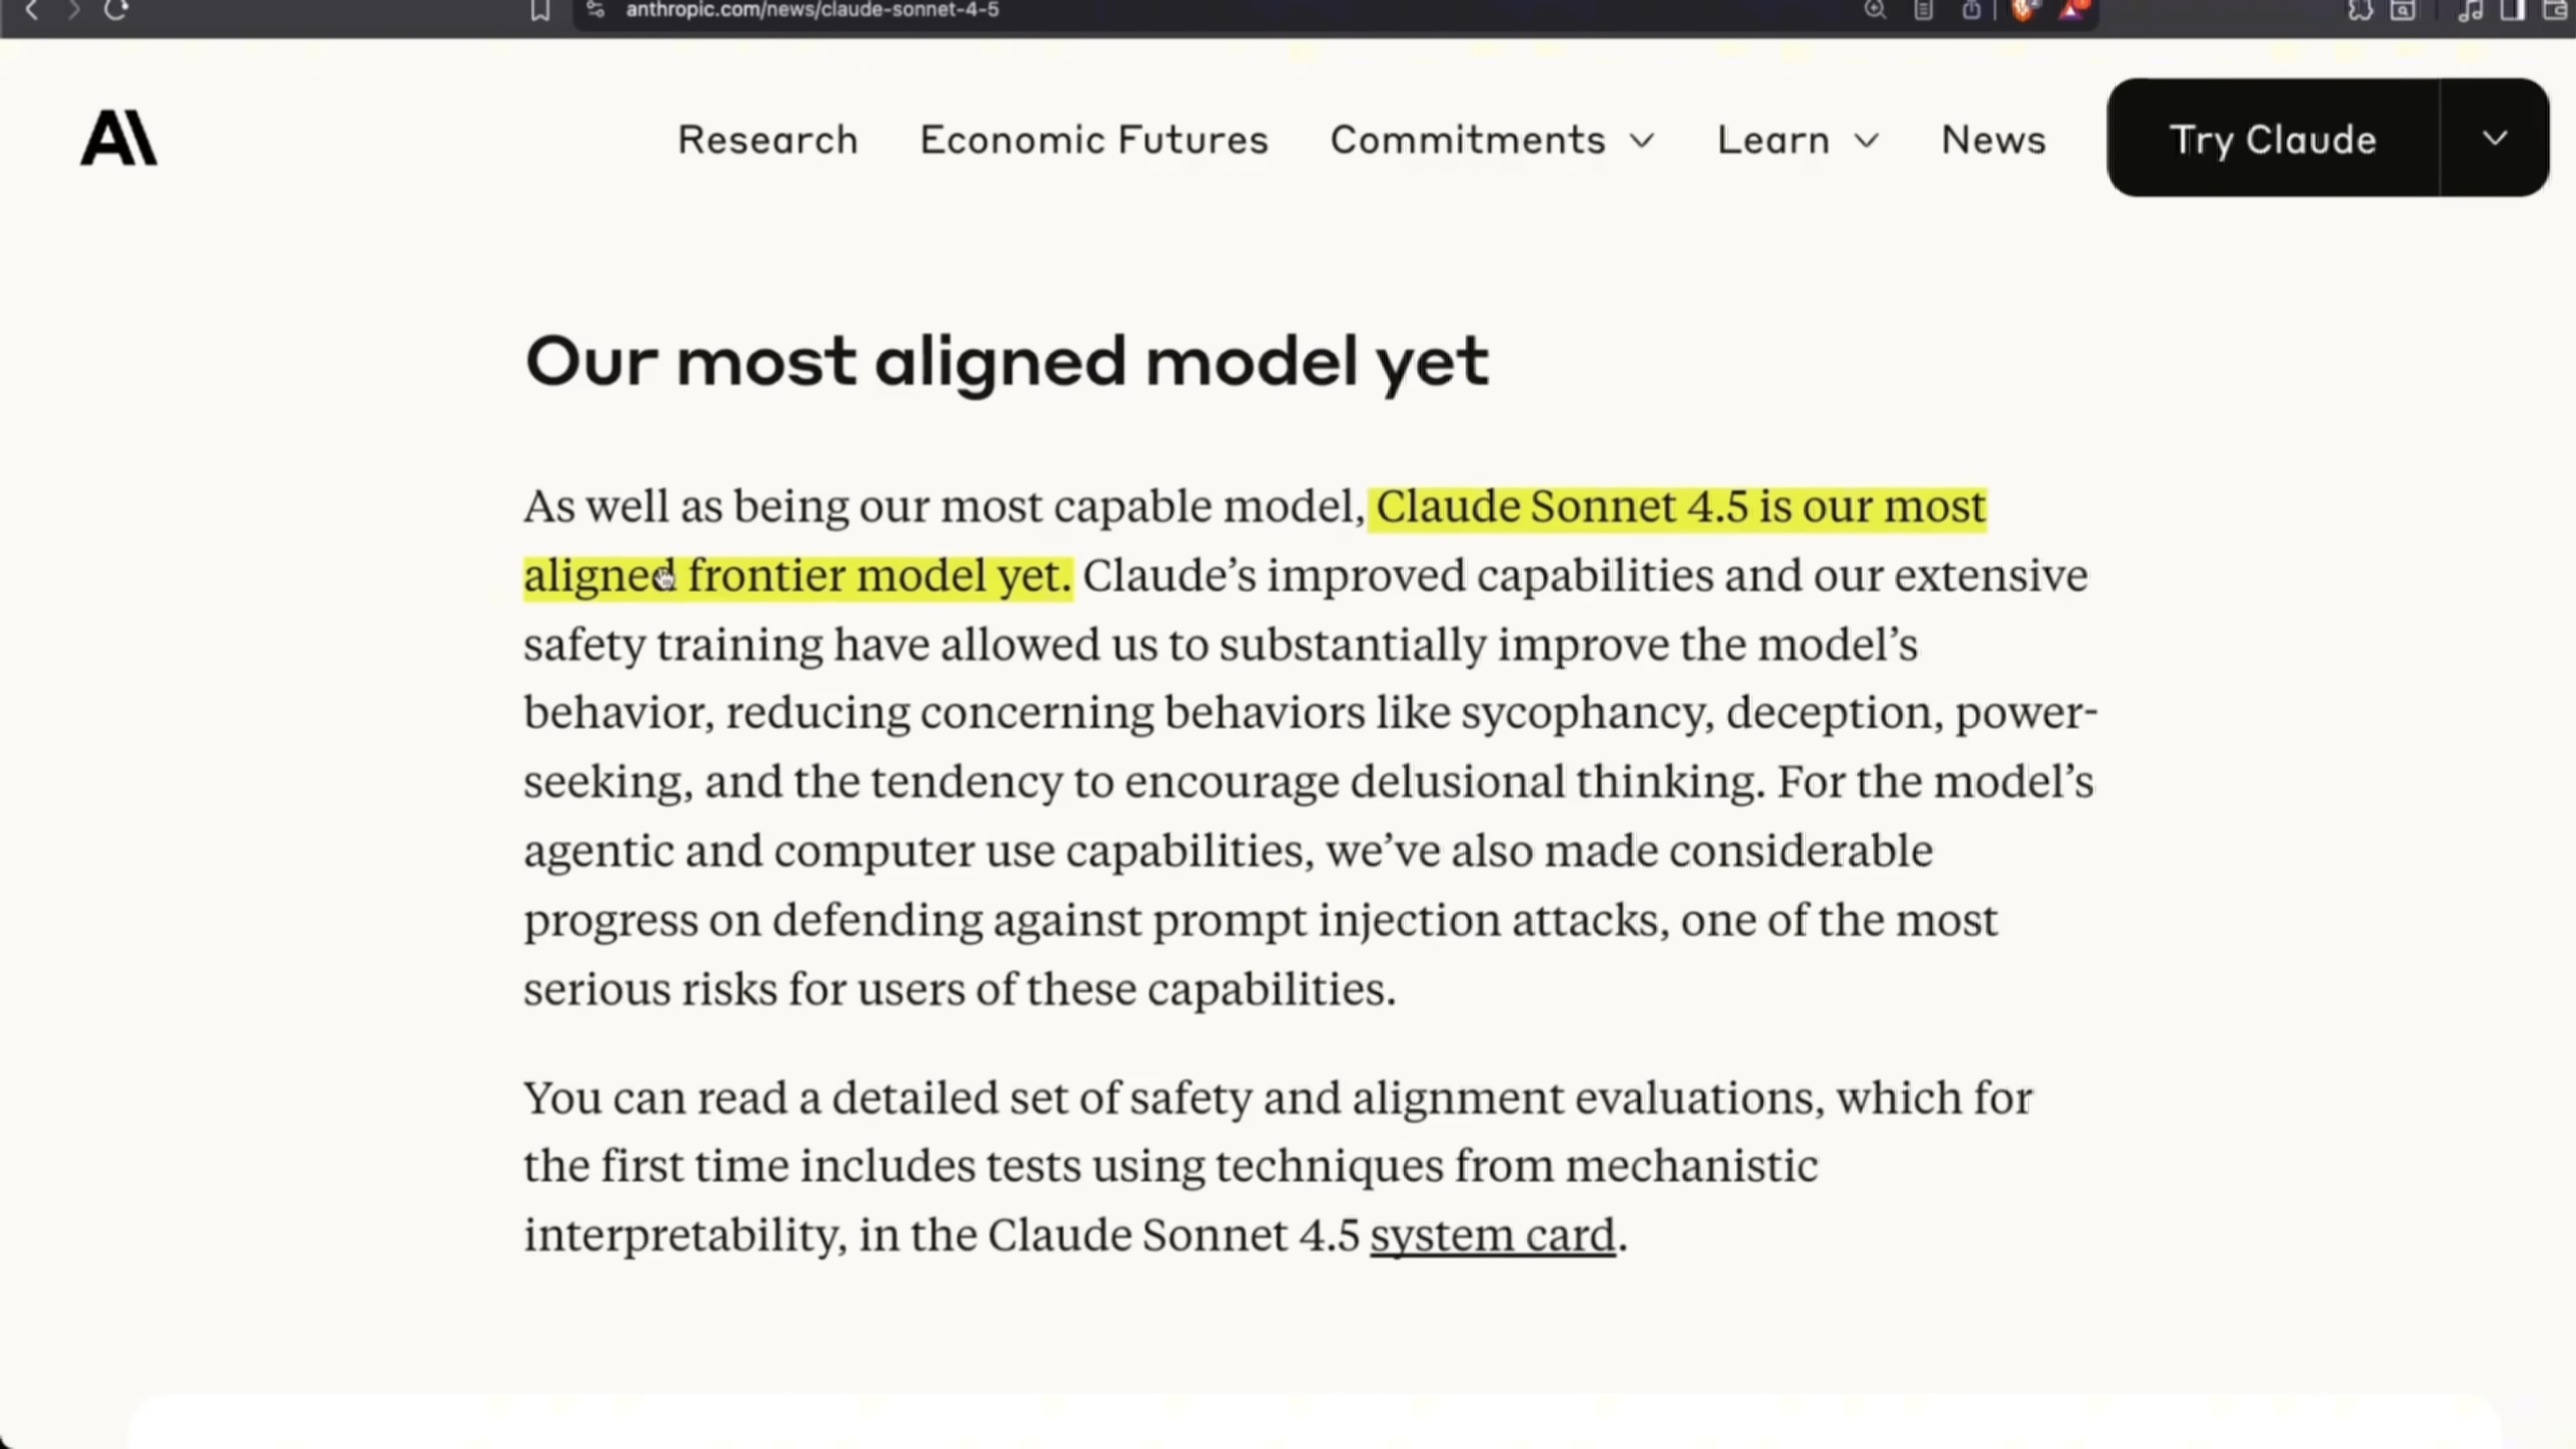 anthropic.com/news/claude-sonnet-4-5
A\
Research Economic Futures Commitments Learn News Try Claude
Our most aligned model yet
As well as being our most capable model, Claude Sonnet 4.5 is our most
aligned frontier model yet. Claude’s improved capabilities and our extensive
safety training have allowed us to substantially improve the model’s
behavior, reducing concerning behaviors like sycophancy, deception, power-
seeking, and the tendency to encourage delusional thinking. For the model’s
agentic and computer use capabilities, we’ve also made considerable
progress on defending against prompt injection attacks, one of the most
serious risks for users of these capabilities.
You can read a detailed set of safety and alignment evaluations, which for
the first time includes tests using techniques from mechanistic
interpretability, in the Claude Sonnet 4.5 system card.